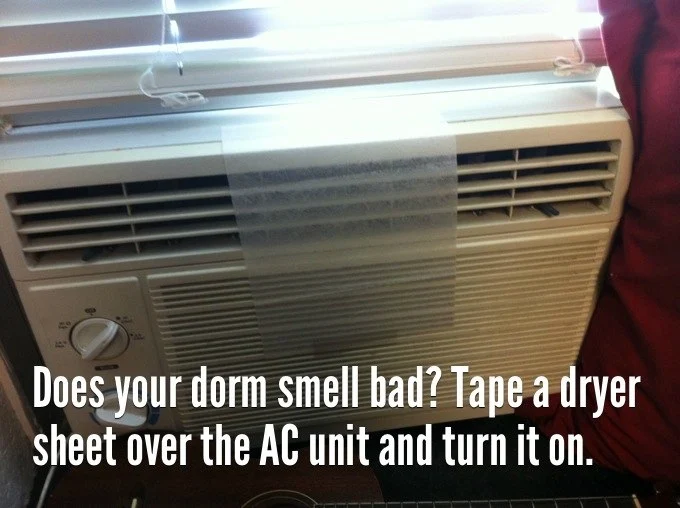 Does your dorm smell bad? Tape a dryer
sheet over the AC unit and turn it on.